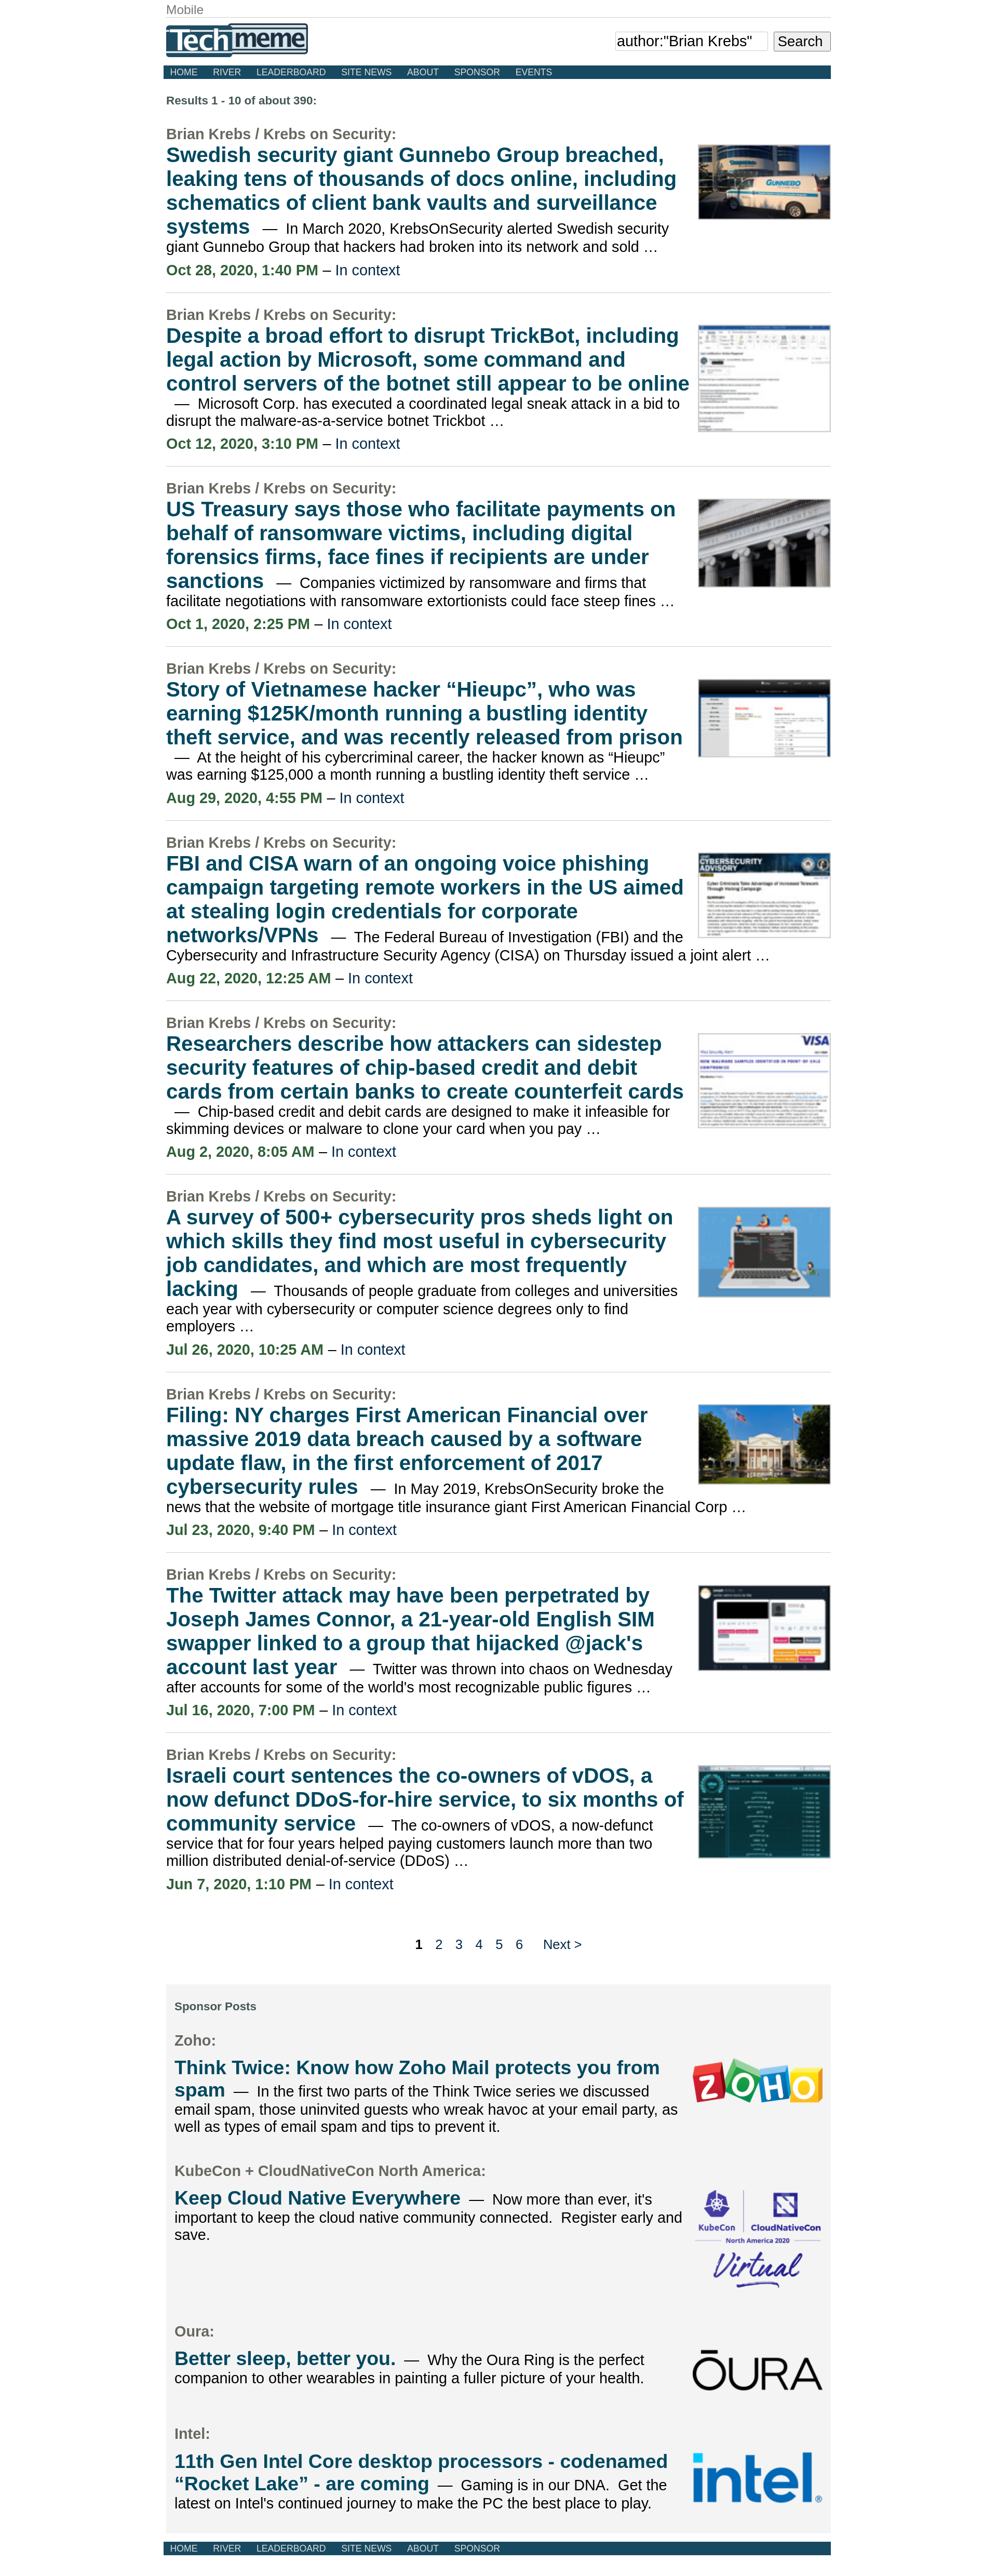 Mobile
Techmeme
author:"Brian Krebs" Search
HOME RIVER LEADERBOARD SITE NEWS ABOUT SPONSOR EVENTS
Results 1 - 10 of about 390:
Brian Krebs / Krebs on Security:
Swedish security giant Gunnebo Group breached,
leaking tens of thousands of docs online, including
schematics of client bank vaults and surveillance
systems — In March 2020, KrebsOnSecurity alerted Swedish security
giant Gunnebo Group that hackers had broken into its network and sold …
Oct 28, 2020, 1:40 PM – In context
GUNNEBO
Brian Krebs / Krebs on Security:
Despite a broad effort to disrupt TrickBot, including
legal action by Microsoft, some command and
control servers of the botnet still appear to be online
— Microsoft Corp. has executed a coordinated legal sneak attack in a bid to
disrupt the malware-as-a-service botnet Trickbot …
Oct 12, 2020, 3:10 PM – In context
Brian Krebs / Krebs on Security:
US Treasury says those who facilitate payments on
behalf of ransomware victims, including digital
forensics firms, face fines if recipients are under
sanctions — Companies victimized by ransomware and firms that
facilitate negotiations with ransomware extortionists could face steep fines …
Oct 1, 2020, 2:25 PM – In context
Brian Krebs / Krebs on Security:
Story of Vietnamese hacker “Hieupc”, who was
earning $125K/month running a bustling identity
theft service, and was recently released from prison
— At the height of his cybercriminal career, the hacker known as “Hieupc”
was earning $125,000 a month running a bustling identity theft service …
Aug 29, 2020, 4:55 PM – In context
Brian Krebs / Krebs on Security:
FBI and CISA warn of an ongoing voice phishing
campaign targeting remote workers in the US aimed
at stealing login credentials for corporate
networks/VPNs — The Federal Bureau of Investigation (FBI) and the
Cybersecurity and Infrastructure Security Agency (CISA) on Thursday issued a joint alert …
Aug 22, 2020, 12:25 AM – In context
CYBERSECURITY
ADVISORY
Cyber Criminals Take Advantage of Increased Telework
Through Vishing Campaign
SUMMARY
Brian Krebs / Krebs on Security:
Researchers describe how attackers can sidestep
security features of chip-based credit and debit
cards from certain banks to create counterfeit cards
— Chip-based credit and debit cards are designed to make it infeasible for
skimming devices or malware to clone your card when you pay …
Aug 2, 2020, 8:05 AM – In context
VISA
NEW MALWARE SAMPLES IDENTIFIED IN POINT OF SALE
COMPROMISE
Brian Krebs / Krebs on Security:
A survey of 500+ cybersecurity pros sheds light on
which skills they find most useful in cybersecurity
job candidates, and which are most frequently
lacking — Thousands of people graduate from colleges and universities
each year with cybersecurity or computer science degrees only to find
employers …
Jul 26, 2020, 10:25 AM – In context
Brian Krebs / Krebs on Security:
Filing: NY charges First American Financial over
massive 2019 data breach caused by a software
update flaw, in the first enforcement of 2017
cybersecurity rules — In May 2019, KrebsOnSecurity broke the
news that the website of mortgage title insurance giant First American Financial Corp …
Jul 23, 2020, 9:40 PM – In context
Brian Krebs / Krebs on Security:
The Twitter attack may have been perpetrated by
Joseph James Connor, a 21-year-old English SIM
swapper linked to a group that hijacked @jack's
account last year — Twitter was thrown into chaos on Wednesday
after accounts for some of the world's most recognizable public figures …
Jul 16, 2020, 7:00 PM – In context
Brian Krebs / Krebs on Security:
Israeli court sentences the co-owners of vDOS, a
now defunct DDoS-for-hire service, to six months of
community service — The co-owners of vDOS, a now-defunct
service that for four years helped paying customers launch more than two
million distributed denial-of-service (DDoS) …
Jun 7, 2020, 1:10 PM – In context
1 2 3 4 5 6 Next >
Sponsor Posts
Zoho:
Think Twice: Know how Zoho Mail protects you from
spam — In the first two parts of the Think Twice series we discussed
email spam, those uninvited guests who wreak havoc at your email party, as
well as types of email spam and tips to prevent it.
ZOHO
KubeCon + CloudNativeCon North America:
Keep Cloud Native Everywhere — Now more than ever, it's
important to keep the cloud native community connected. Register early and
save.
KubeCon CloudNativeCon
North America 2020
Virtual
Oura:
Better sleep, better you. — Why the Oura Ring is the perfect
companion to other wearables in painting a fuller picture of your health.
ŌURA
Intel:
11th Gen Intel Core desktop processors - codenamed
“Rocket Lake” - are coming — Gaming is in our DNA. Get the
latest on Intel's continued journey to make the PC the best place to play.
intel®
HOME RIVER LEADERBOARD SITE NEWS ABOUT SPONSOR